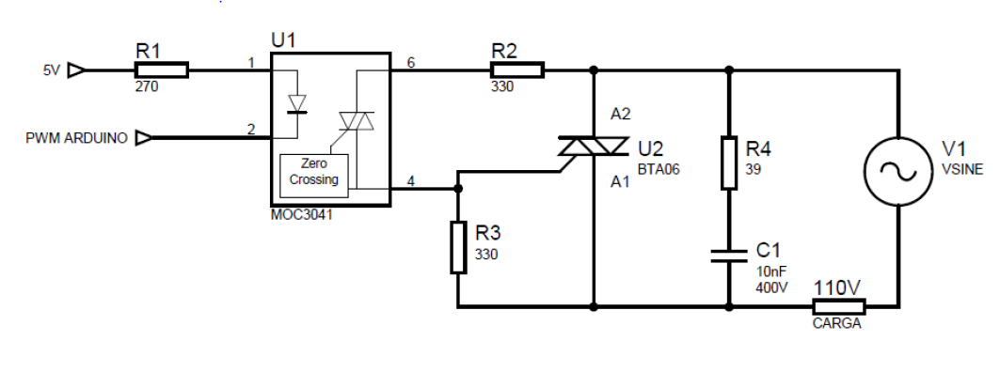 R1
5V
270
PWM ARDUINO
U1
1
2
6
4
Zero
Crossing
MOC3041
R2
330
R3
330
A2
U2
BTA06
A1
R4
39
C1
10nF
400V
110V
CARGA
V1
VSINE